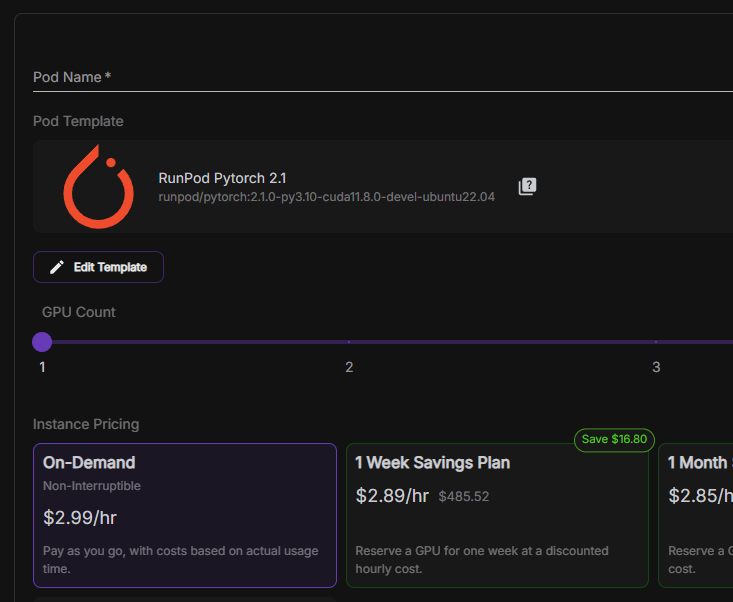 Pod Name *
Pod Template
RunPod Pytorch 2.1
runpod/pytorch:2.1.0-py3.10-cuda11.8.0-devel-ubuntu22.04
Edit Template
GPU Count
1 2 3
Instance Pricing
Save $16.80
On-Demand
Non-Interruptible
$2.99/hr
Pay as you go, with costs based on actual usage
time.
1 Week Savings Plan
$2.89/hr $485.52
Reserve a GPU for one week at a discounted
hourly cost.
1 Month
$2.85/h
Reserve a G
cost.